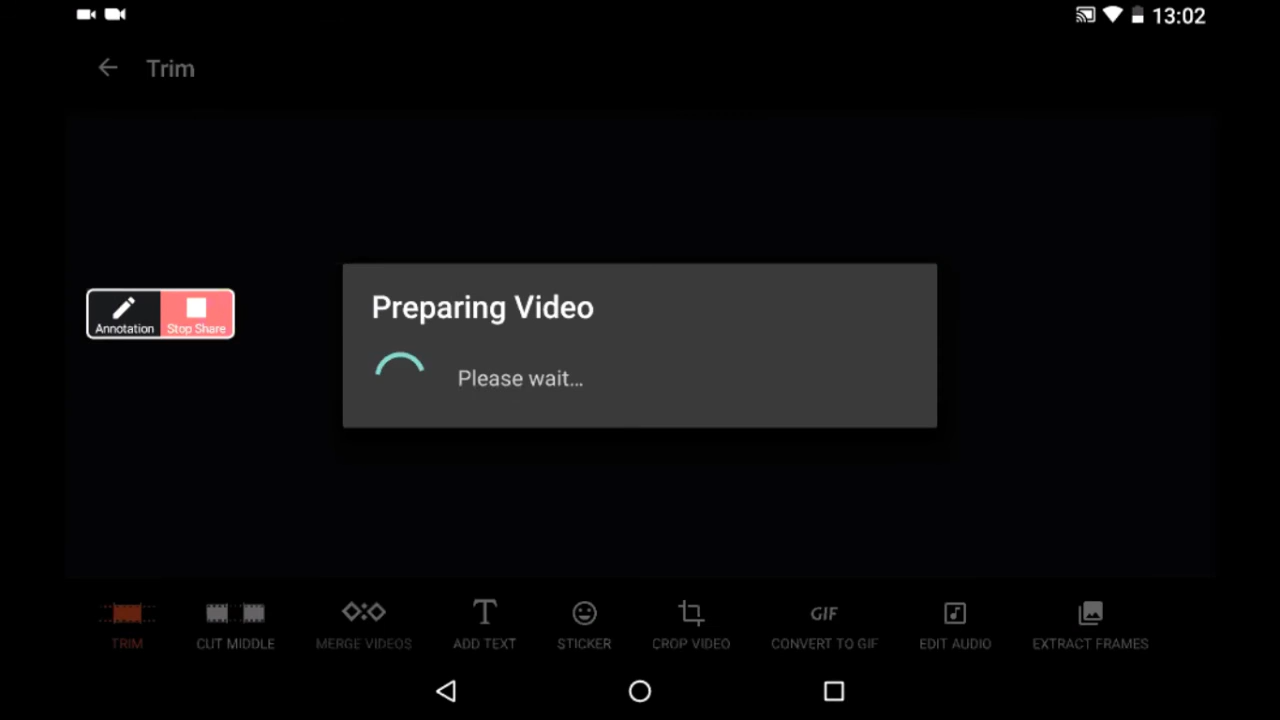 13:02
Trim
Preparing Video
Annotation
Stop Share
Please wait...
TRIM
CUT MIDDLE
MERGE VIDEOS
ADD TEXT
STICKER
CROP VIDEO
GIF
CONVERT TO GIF
EDIT AUDIO
EXTRACT FRAMES